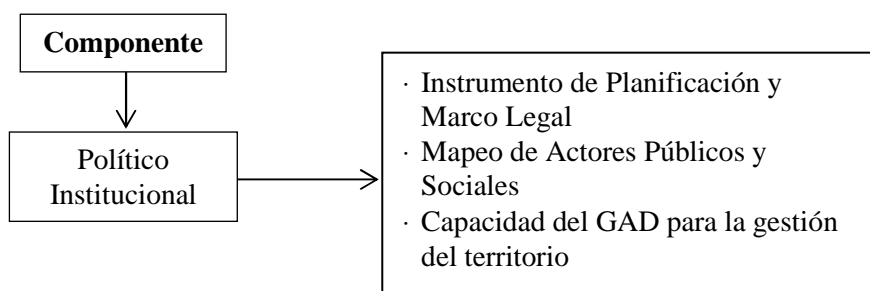 Componente
Político
Institucional
· Instrumento de Planificación y
Marco Legal
· Mapeo de Actores Públicos y
Sociales
· Capacidad del GAD para la gestión
del territorio